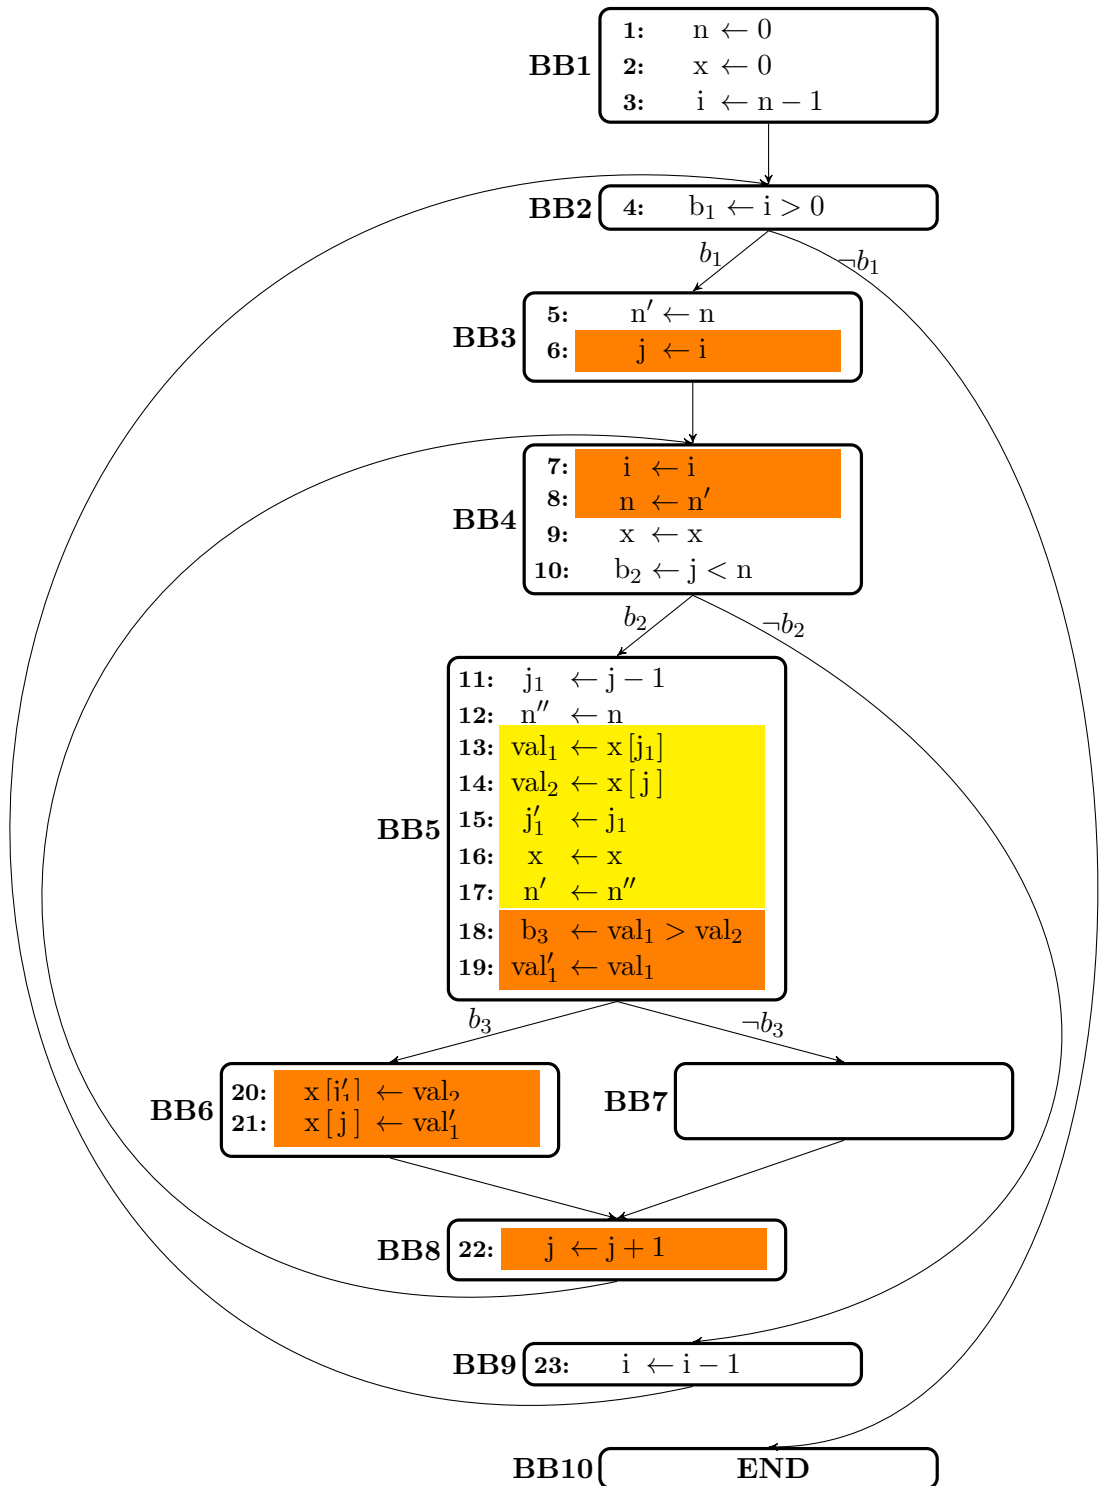 BB1
1: n ← 0
2: x ← 0
3: i ← n − 1
BB2
4: b₁ ← i > 0
b₁
¬b₁
BB3
5: n′ ← n
6: j ← i
BB4
7: i ← i
8: n ← n′
9: x ← x
10: b₂ ← j < n
b₂
¬b₂
BB5
11: j₁ ← j − 1
12: n″ ← n
13: val₁ ← x [j₁]
14: val₂ ← x [ j ]
15: j′₁ ← j₁
16: x ← x
17: n′ ← n″
18: b₃ ← val₁ > val₂
19: val′₁ ← val₁
b₃
¬b₃
BB6
20: x [j′₁] ← val₂
21: x [ j ] ← val′₁
BB7
BB8
22: j ← j + 1
BB9
23: i ← i − 1
BB10
END